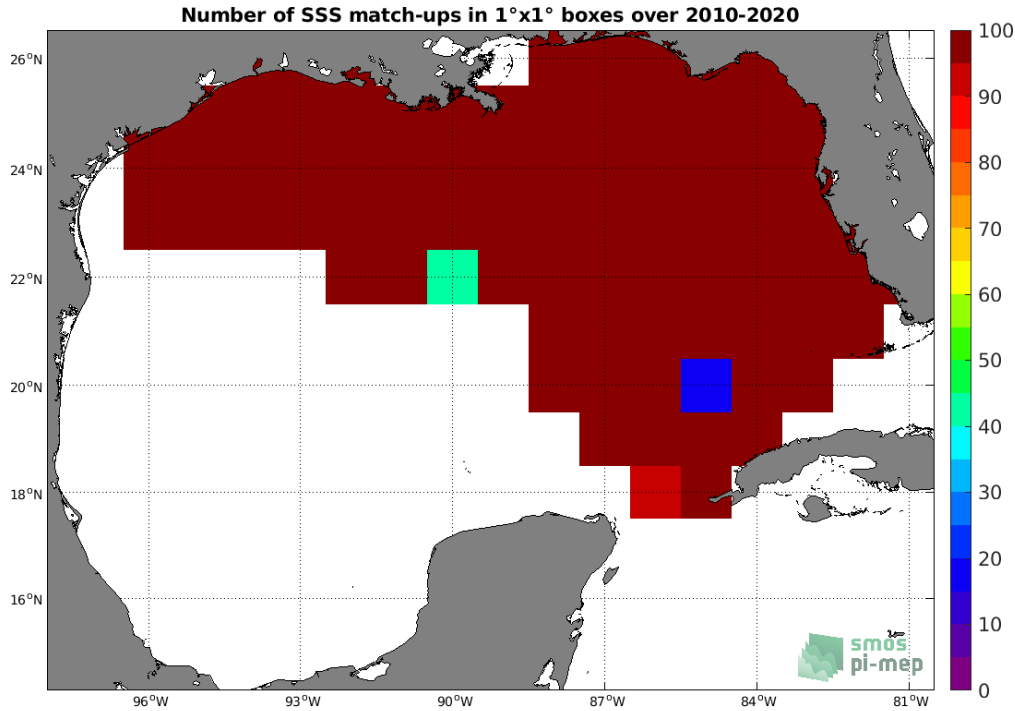 Number of SSS match-ups in 1°x1° boxes over 2010-2020
26°N
24°N
22°N
20°N
18°N
16°N
96°W
93°W
90°W
87°W
84°W
81°W
100
90
80
70
60
50
40
30
20
10
0
smos
pi-mep